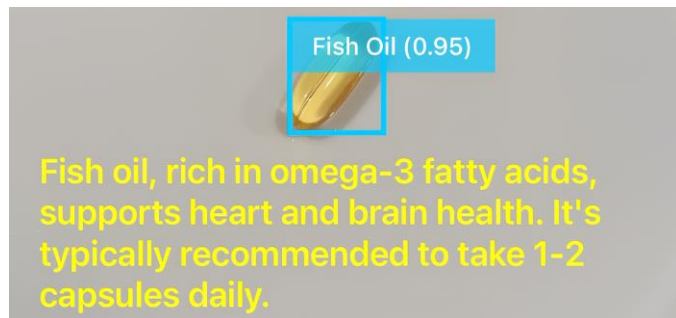 Fish Oil (0.95)
Fish oil, rich in omega-3 fatty acids,
supports heart and brain health. It's
typically recommended to take 1-2
capsules daily.